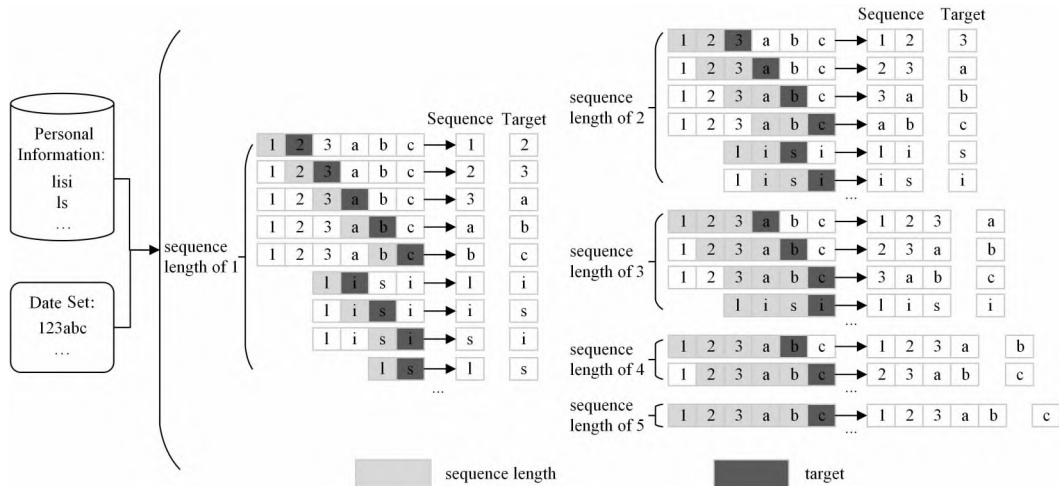 Personal
Information:
lisi
ls
...
Date Set:
123abc
...
sequence
length of 1
Sequence Target
1 2 3 a b c 1 2
1 2 3 a b c 2 3
1 2 3 a b c 3 a
1 2 3 a b c a b
1 2 3 a b c b c
l i s i l i
l i s i i s
l i s i s i
l s l s
...
Sequence Target
sequence
length of 2
1 2 3 a b c 1 2 3
1 2 3 a b c 2 3 a
1 2 3 a b c 3 a b
1 2 3 a b c a b c
l i s i l i s
l i s i i s i
...
sequence
length of 3
1 2 3 a b c 1 2 3 a
1 2 3 a b c 2 3 a b
1 2 3 a b c 3 a b c
l i s i l i s i
...
sequence
length of 4
1 2 3 a b c 1 2 3 a b
1 2 3 a b c 2 3 a b c
...
sequence
length of 5
1 2 3 a b c 1 2 3 a b c
...
sequence length
target